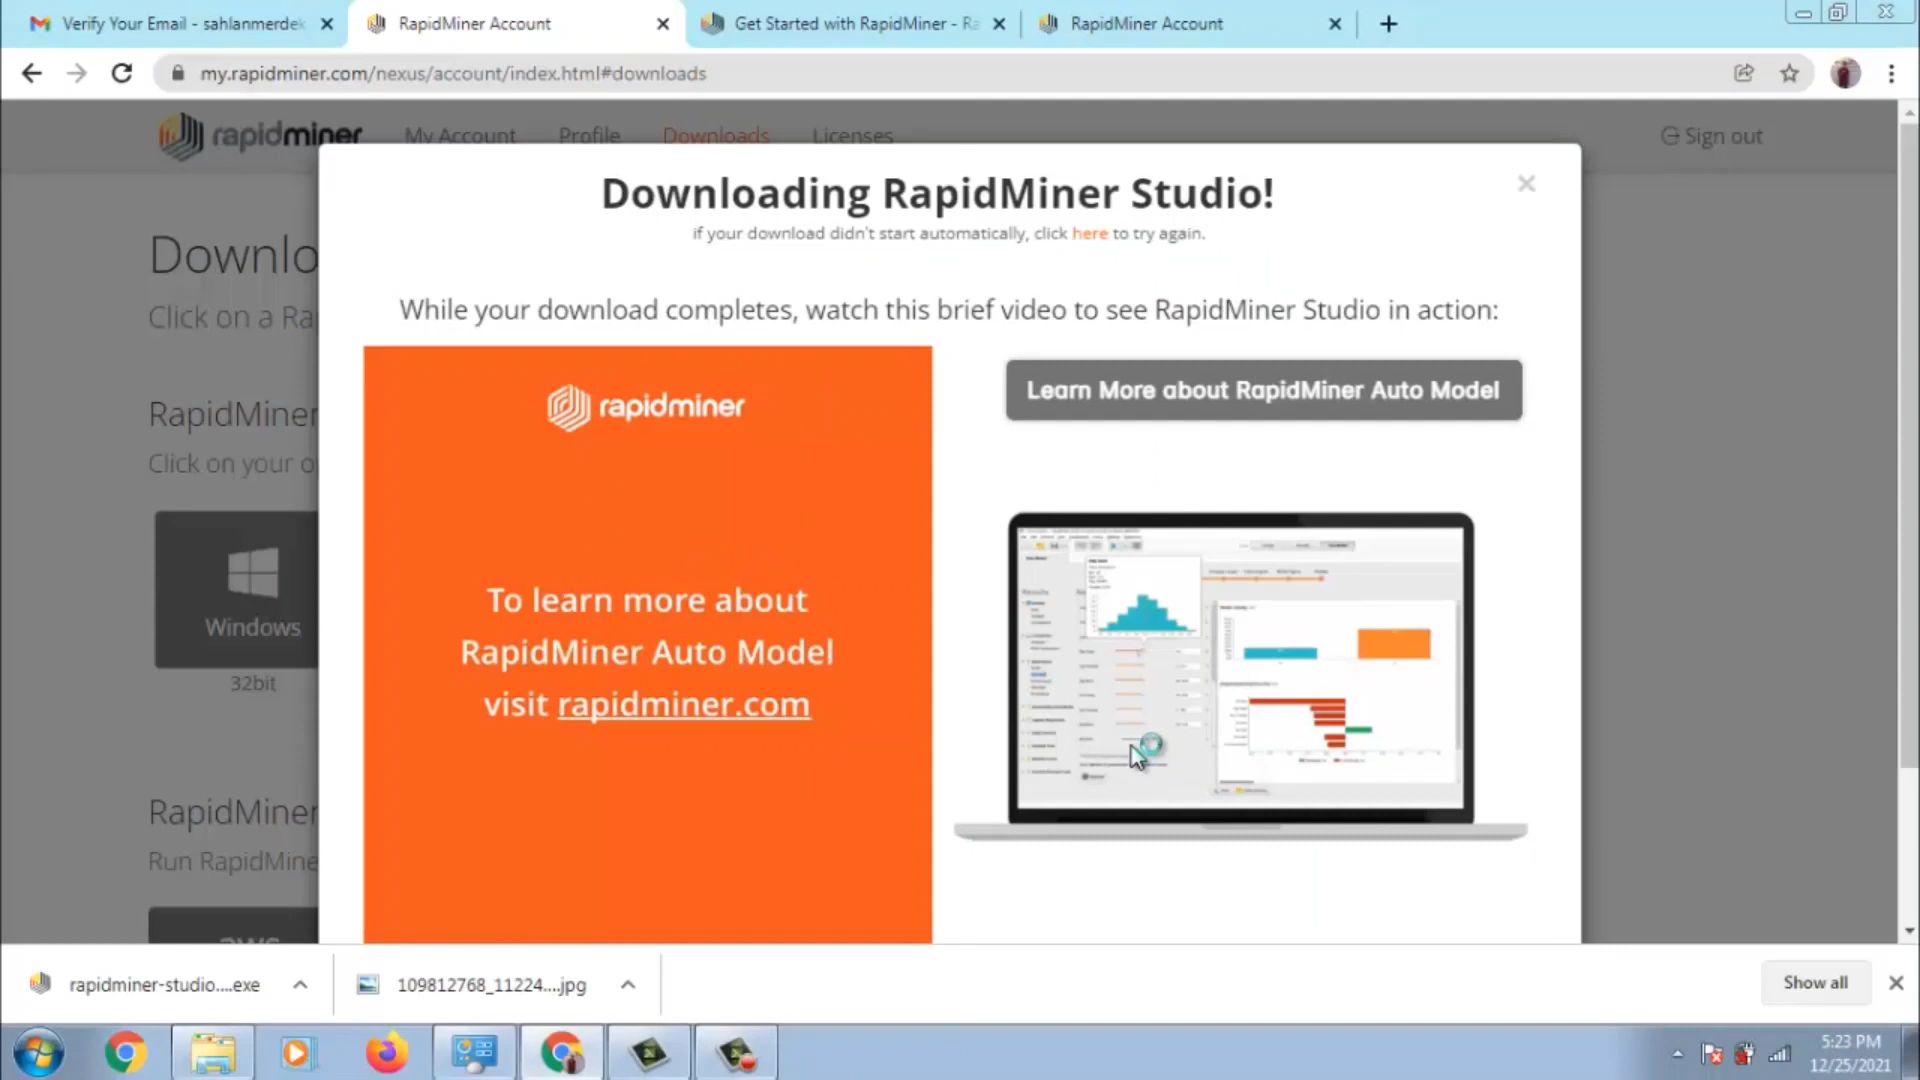 Verify Your Email - sahlanmerdek
RapidMiner Account
Get Started with RapidMiner - Ra
RapidMiner Account
my.rapidminer.com/nexus/account/index.html#downloads
rapidminer
My Account
Profile
Downloads
Licenses
Sign out
Downloading RapidMiner Studio!
if your download didn't start automatically, click here to try again.
Downlo
Click on a Ra
While your download completes, watch this brief video to see RapidMiner Studio in action:
rapidminer
Learn More about RapidMiner Auto Model
RapidMiner
Click on your o
To learn more about
RapidMiner Auto Model
visit rapidminer.com
Windows
32bit
RapidMiner
Run RapidMine
aws
rapidminer-studio....exe
109812768_11224....jpg
Show all
5:23 PM
12/25/2021